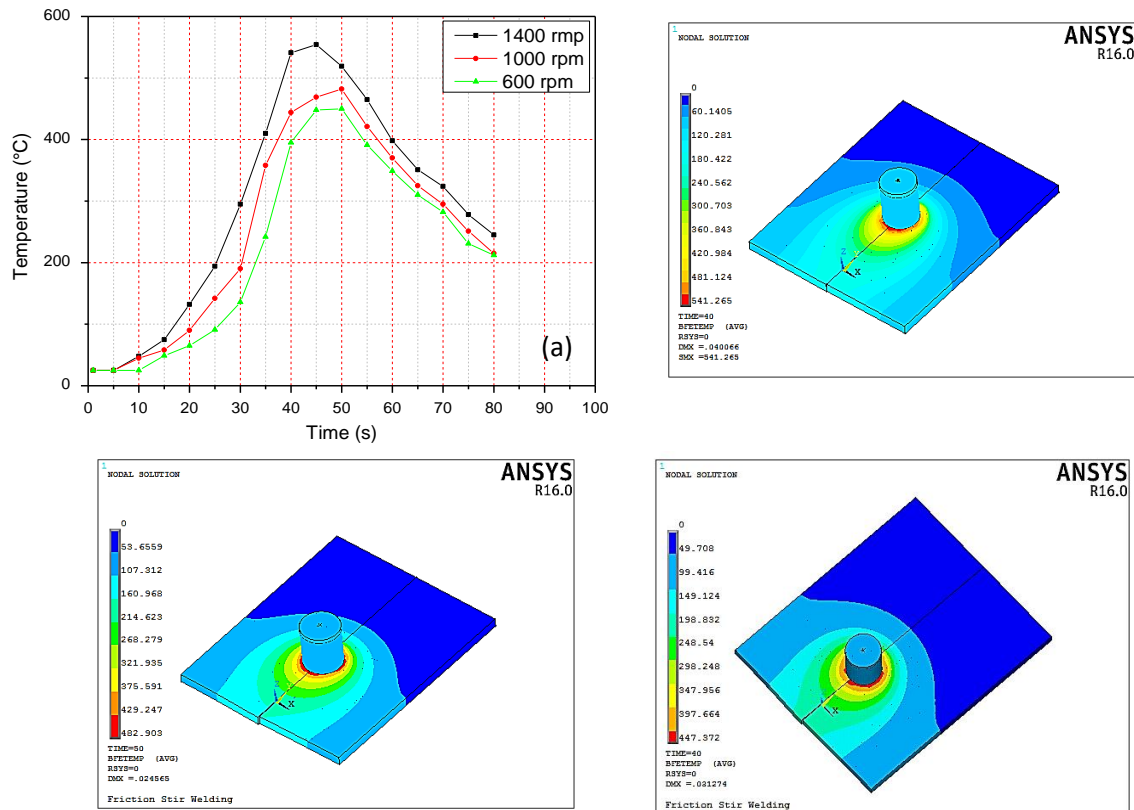 600
400
200
0
0 10 20 30 40 50 60 70 80 90 100
Temperature (°C)
Time (s)
1400 rmp
1000 rpm
600 rpm
(a)
1
NODAL SOLUTION
ANSYS
R16.0
0
60.1405
120.281
180.422
240.562
300.703
360.843
420.984
481.124
541.265
TIME=40
BFETEMP (AVG)
RSYS=0
DMX =.040066
SMX =541.265
Z
X
1
NODAL SOLUTION
ANSYS
R16.0
0
53.6559
107.312
160.968
214.623
268.279
321.935
375.591
429.247
482.903
TIME=50
BFETEMP (AVG)
RSYS=0
DMX =.024565
Friction Stir Welding
Z
X
1
NODAL SOLUTION
ANSYS
R16.0
0
49.708
99.416
149.124
198.832
248.54
298.248
347.956
397.664
447.372
TIME=40
BFETEMP (AVG)
RSYS=0
DMX =.031274
Friction Stir Welding
X